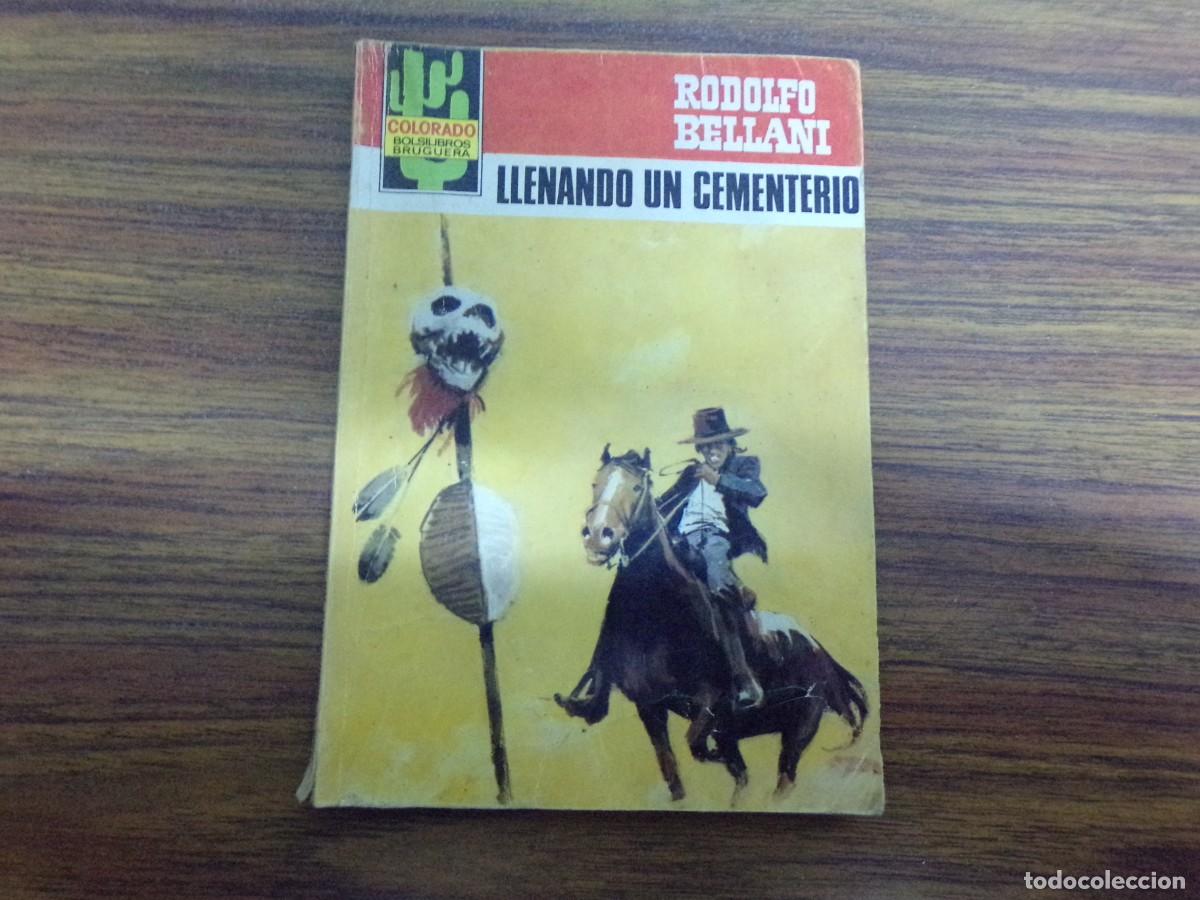 COLORADO
BOLSILIBROS
BRUGUERA
RODOLFO
BELLANI
LLENANDO UN CEMENTERIO
todocoleccion